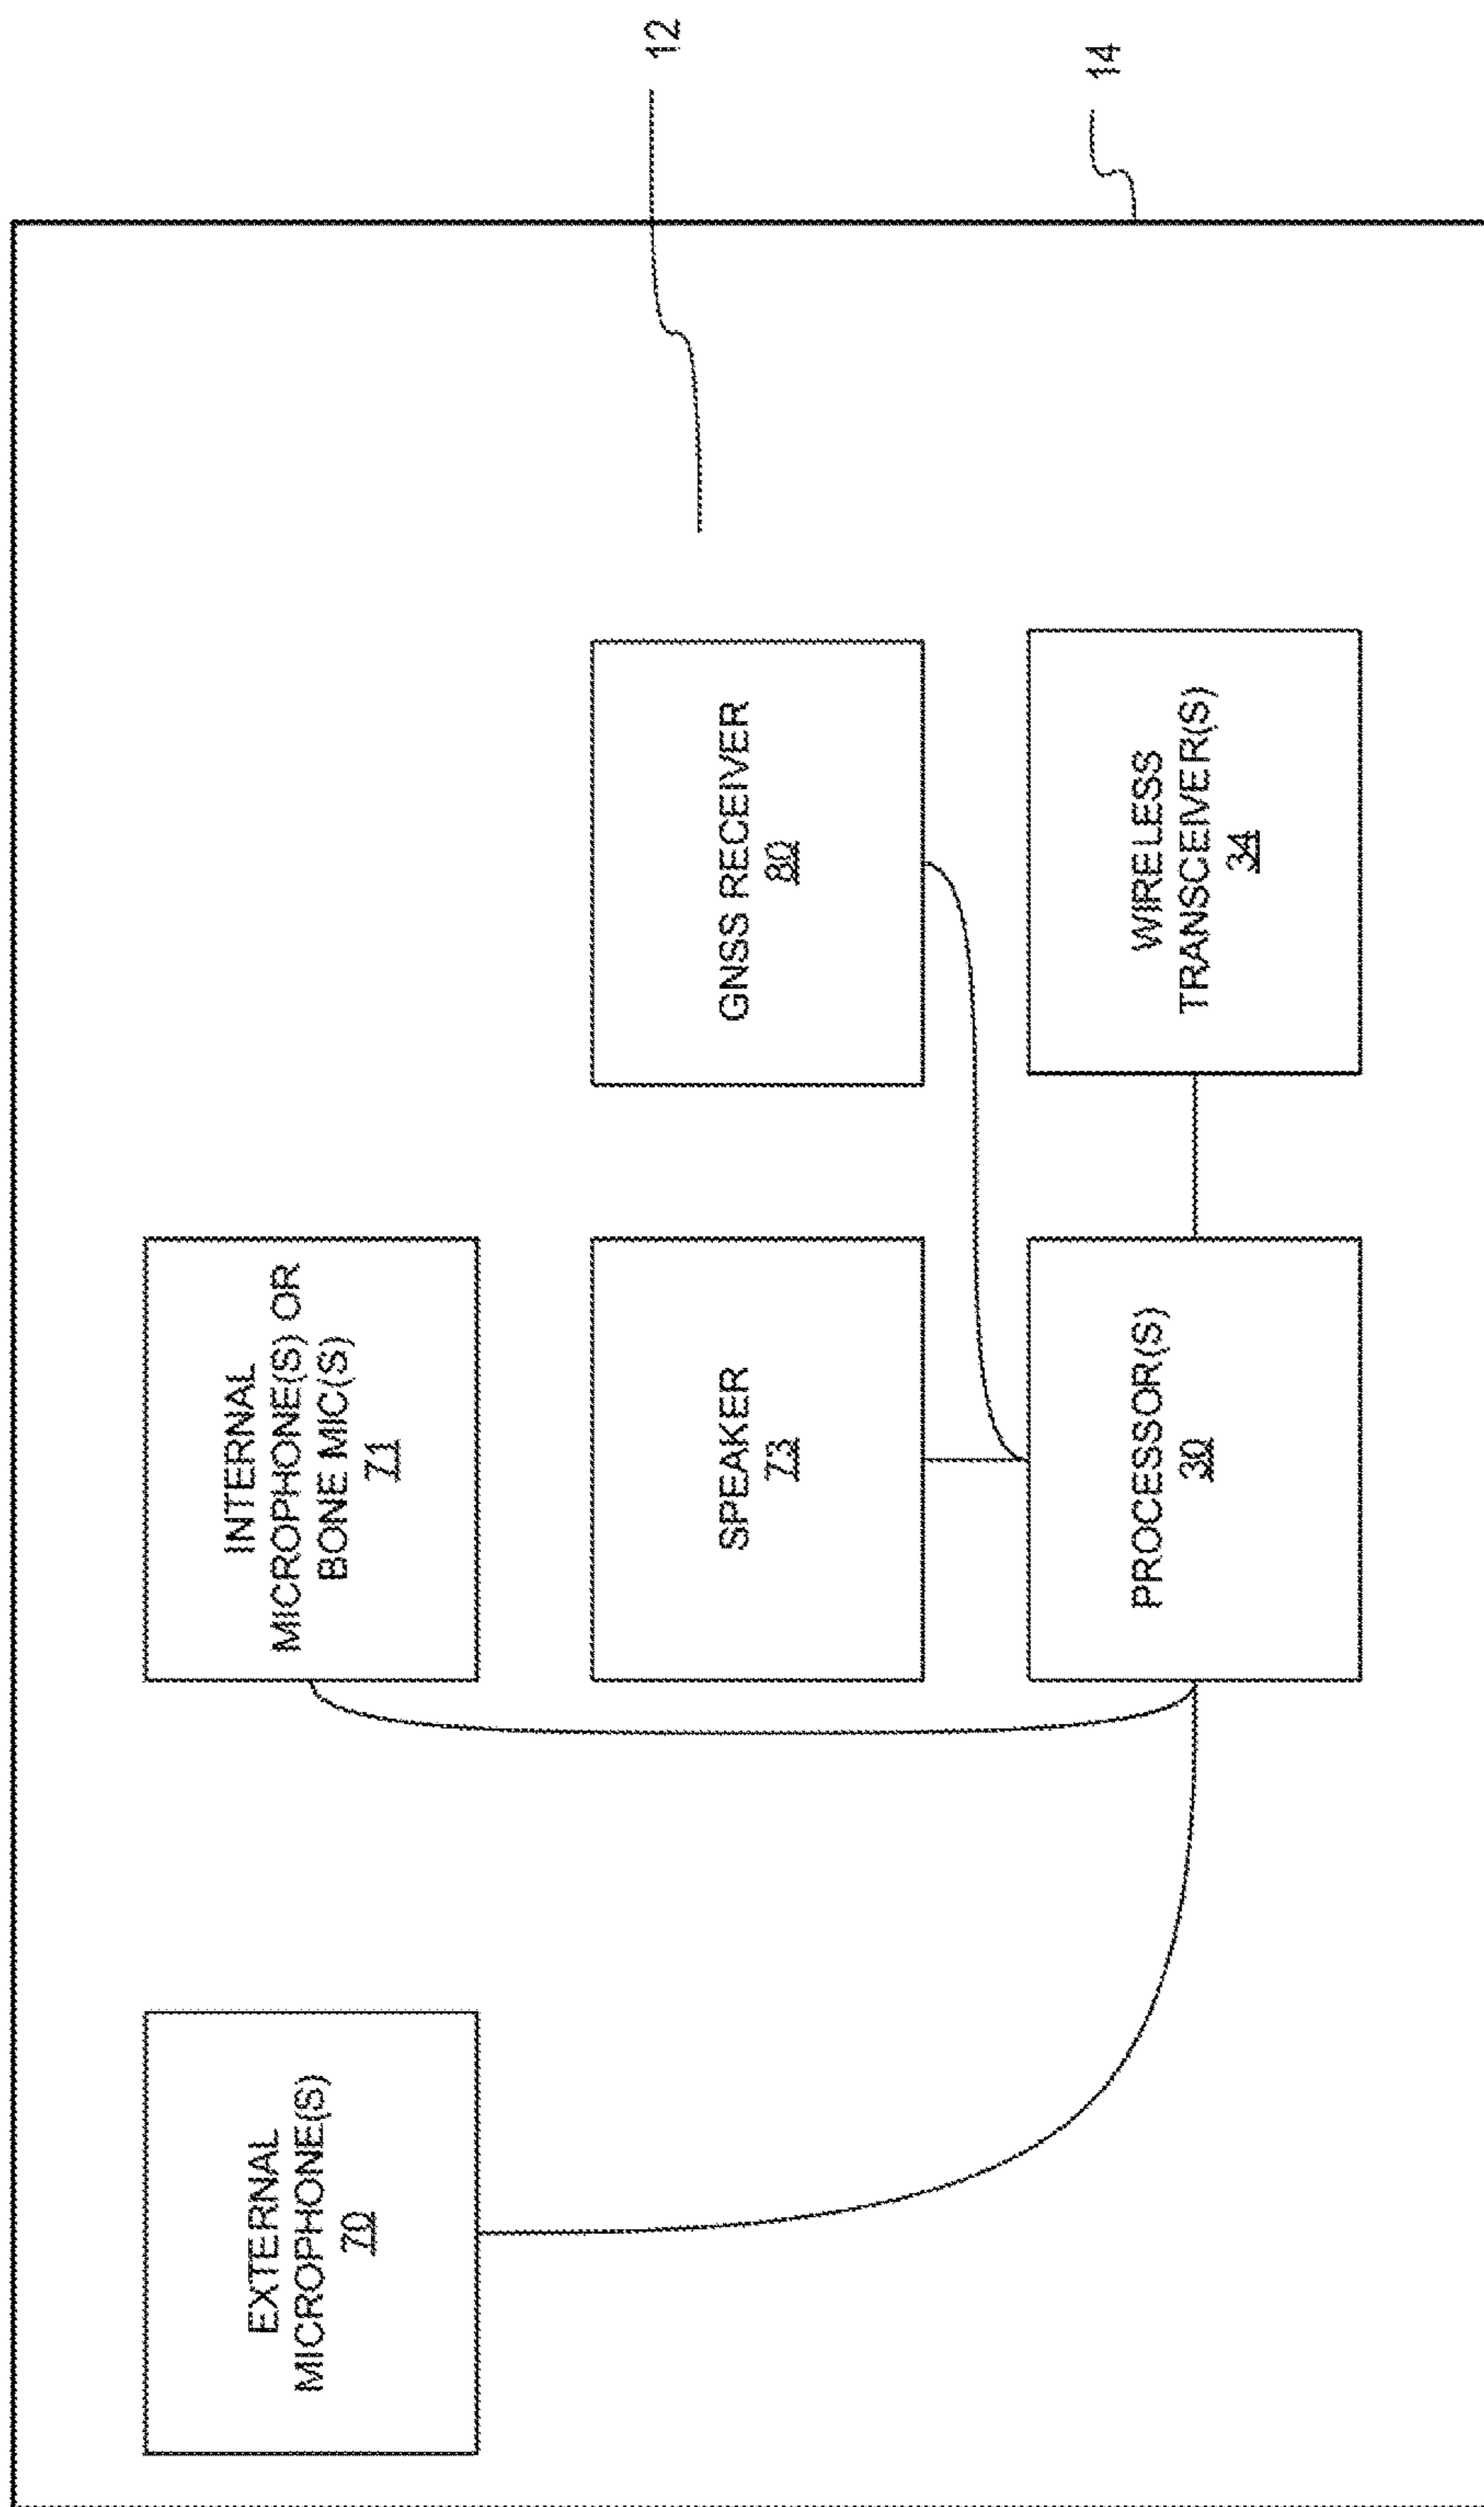 EXTERNAL
MICROPHONE(S)
70
INTERNAL
MICROPHONE(S) OR
BONE MIC(S)
71
SPEAKER
73
GNSS RECEIVER
80
PROCESSOR(S)
30
WIRELESS
TRANSCEIVER(S)
34
12
14